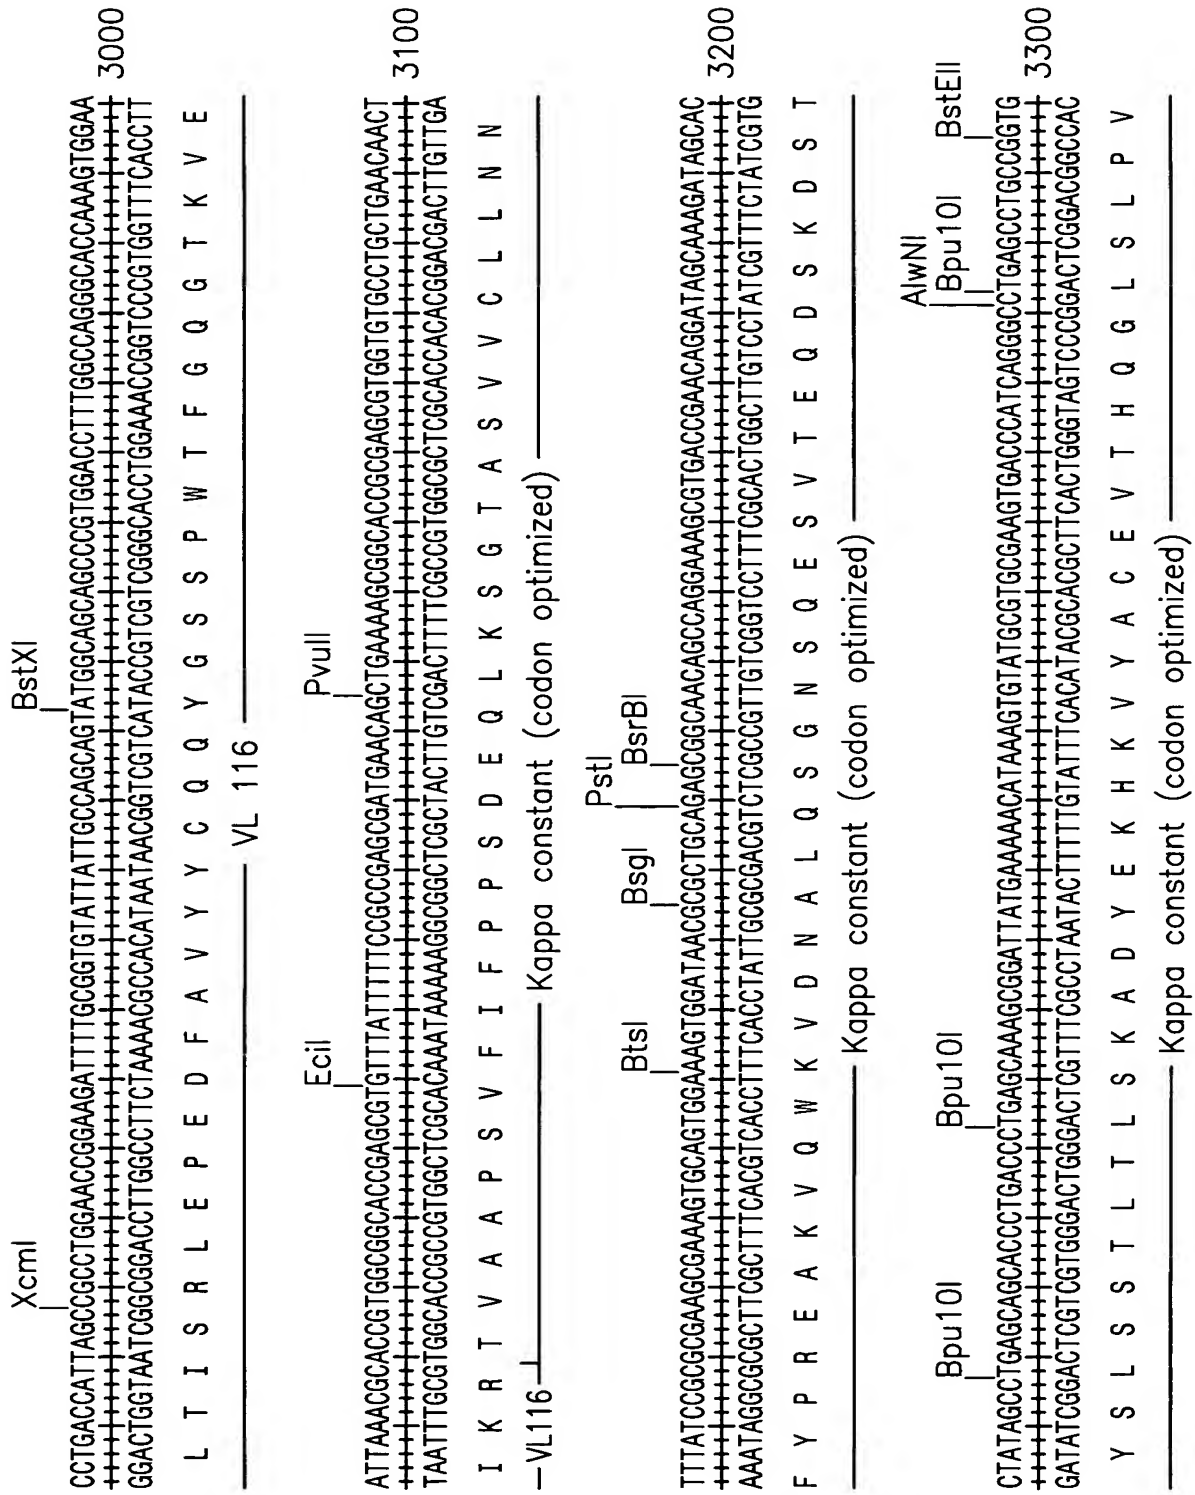 XcmI BstXI
CCTGACCATTAGCCGCCTGGAACCGGAAGATTTTGCGGTGTATTATTGCCAGCAGTATGGCAGCAGCCCGTGGACCTTTGGCCAGGGCACCAAAGTGGAA
3000
GGACTGGTAATCGGCGGACCTTGGCCTTCTAAAACGCCACATAATAACGGTCGTCATACCGTCGTCGGGCACCTGGAAACCGGTCCCGTGGTTTCACCTT
L T I S R L E P E D F A V Y Y C Q Q Y G S S P W T F G Q G T K V E
VL 116
EciI PvuII
ATTAAACGCACCGTGGCGGCACCGAGCGTGTTTATTTTTCCGCCGAGCGATGAACAGCTGAAAAGCGGCACCGCGAGCGTGGTGTGCCTGCTGAACAACT
3100
TAATTTGCGTGGCACCGCCGTGGCTCGCACAAATAAAAAGGCGGCTCGCTACTTGTCGACTTTTCGCCGTGGCGCTCGCACCACACGGACGACTTGTTGA
I K R T V A A P S V F I F P P S D E Q L K S G T A S V V C L L N N
VL116 Kappa constant (codon optimized)
BtsI BsgI PstI BsrBI
TTTATCCGCGCGAAGCGAAAGTGCAGTGGAAAGTGGATAACGCGCTGCAGAGCGGCAACAGCCAGGAAAGCGTGACCGAACAGGATAGCAAAGATAGCAC
3200
AAATAGGCGCGCTTCGCTTTCACGTCACCTTTCACCTATTGCGCGACGTCTCGCCGTTGTCGGTCCTTTCGCACTGGCTTGTCCTATCGTTTCTATCGTG
F Y P R E A K V Q W K V D N A L Q S G N S Q E S V T E Q D S K D S T
Kappa constant (codon optimized)
Bpu10I Bpu10I AlwNI Bpu10I BstEII
CTATAGCCTGAGCAGCACCCTGACCCTGAGCAAAGCGGATTATGAAAAACATAAAGTGTATGCGTGCGAAGTGACCCATCAGGGCCTGAGCCTGCCGGTG
3300
GATATCGGACTCGTCGTGGGACTGGGACTCGTTTCGCCTAATACTTTTTGTATTTCACATACGCACGCTTCACTGGGTAGTCCCGGACTCGGACGGCCAC
Y S L S S T L T L S K A D Y E K H K V Y A C E V T H Q G L S L P V
Kappa constant (codon optimized)